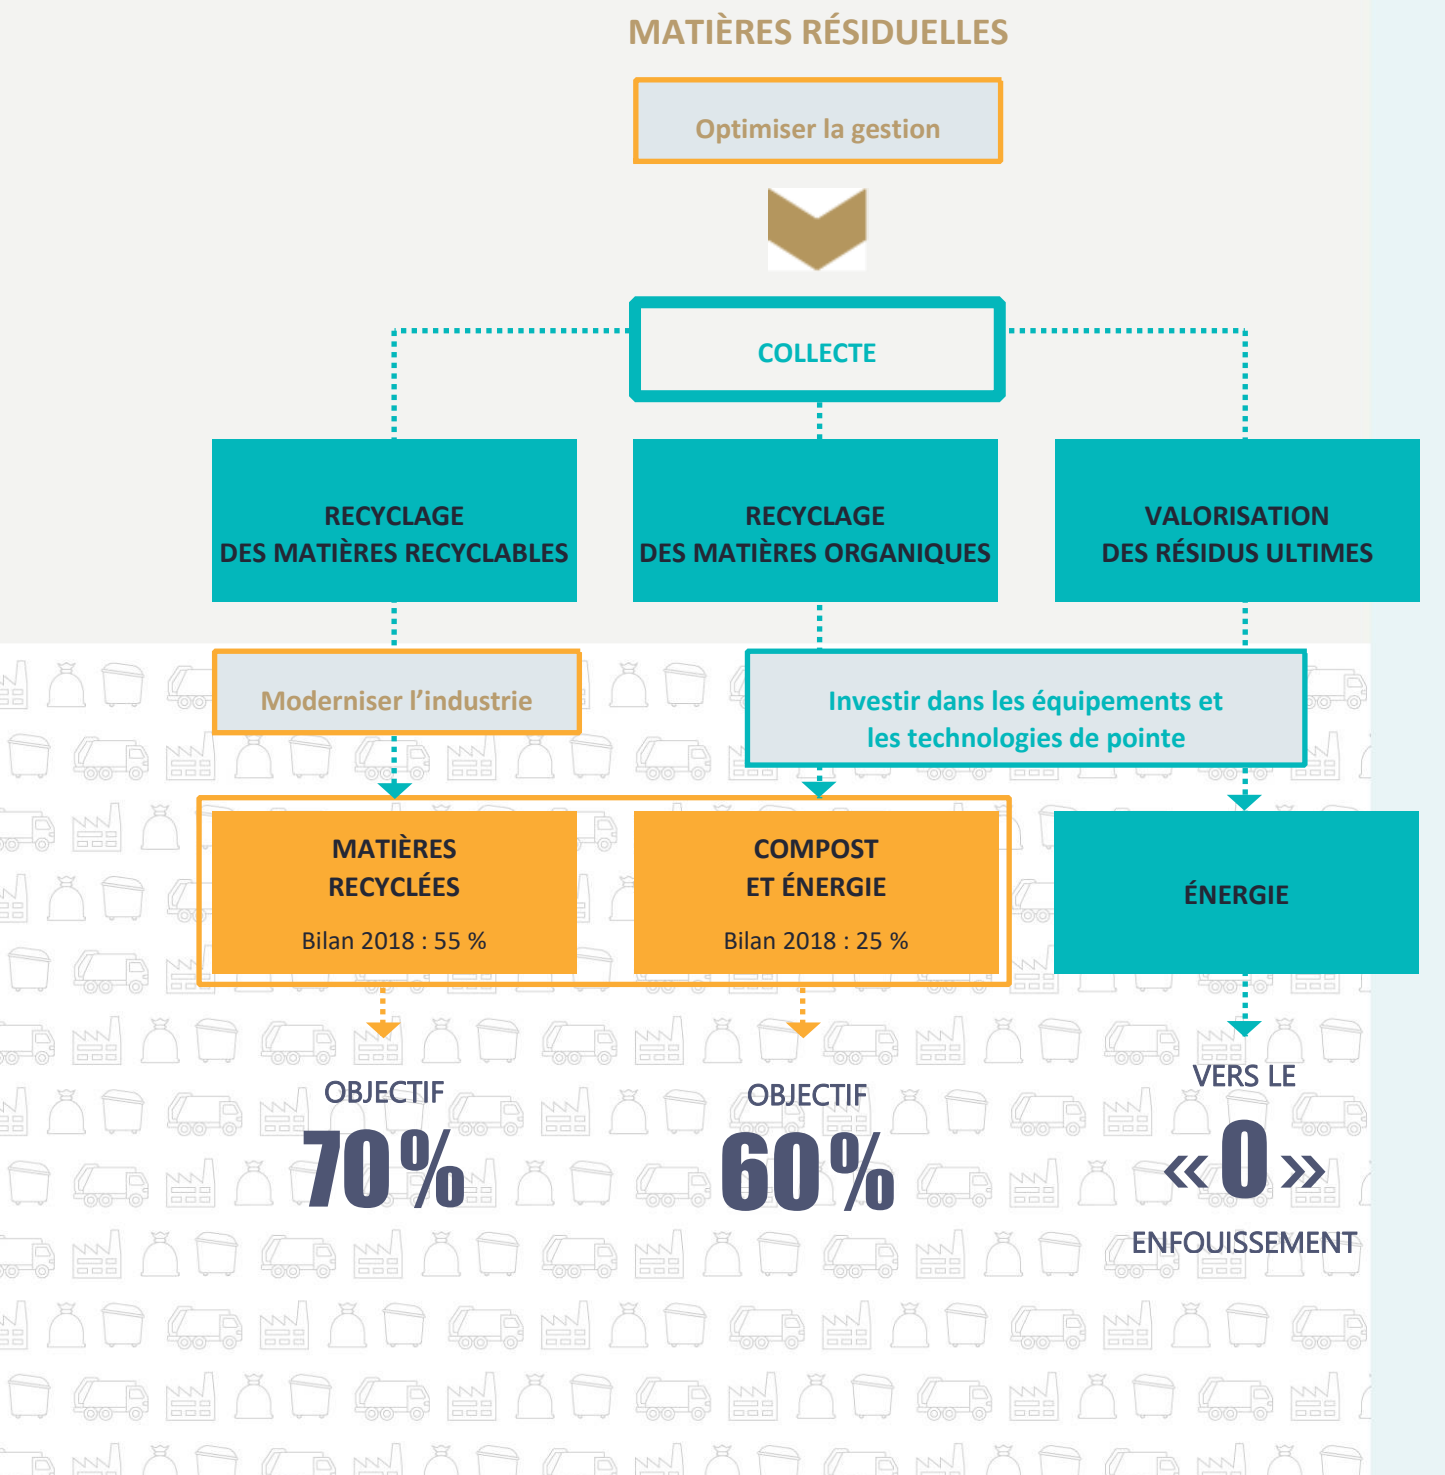 MATIÈRES RÉSIDUELLES
Optimiser la gestion
COLLECTE
RECYCLAGE
DES MATIÈRES RECYCLABLES
RECYCLAGE
DES MATIÈRES ORGANIQUES
VALORISATION
DES RÉSIDUS ULTIMES
Moderniser l’industrie
Investir dans les équipements et
les technologies de pointe
MATIÈRES
RECYCLÉES
Bilan 2018 : 55 %
COMPOST
ET ÉNERGIE
Bilan 2018 : 25 %
ÉNERGIE
OBJECTIF
70%
OBJECTIF
60%
VERS LE
«0»
ENFOUISSEMENT